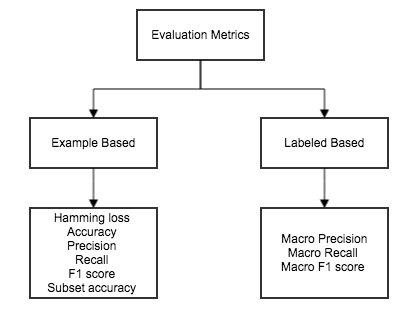 Evaluation Metrics
Example Based
Labeled Based
Hamming loss
Accuracy
Precision
Recall
F1 score
Subset accuracy
Macro Precision
Macro Recall
Macro F1 score